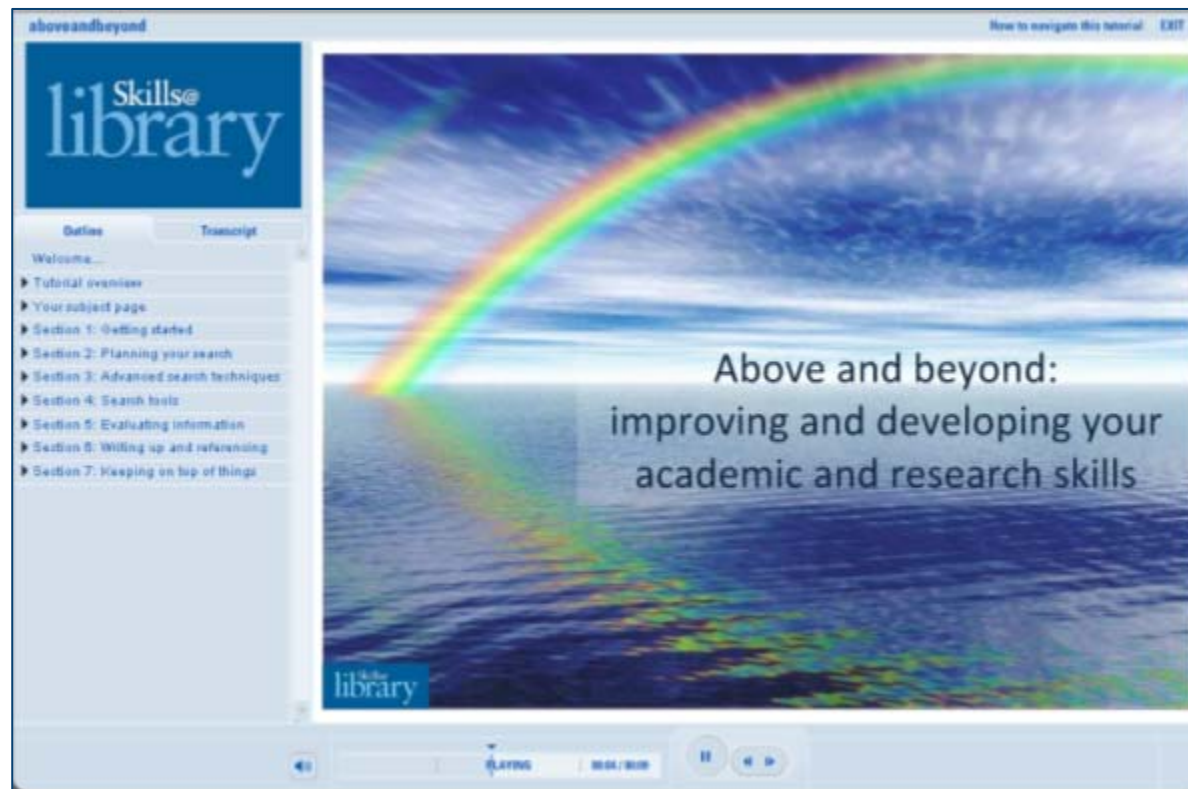 aboveandbeyond
How to navigate this tutorial EXIT
Skills@
library
Outline Transcript
Welcome...
Tutorial overview
Your subject page
Section 1: Getting started
Section 2: Planning your search
Section 3: Advanced search techniques
Section 4: Search tools
Section 5: Evaluating information
Section 6: Writing up and referencing
Section 7: Keeping on top of things
Above and beyond:
improving and developing your
academic and research skills
Skills@
library
PLAYING